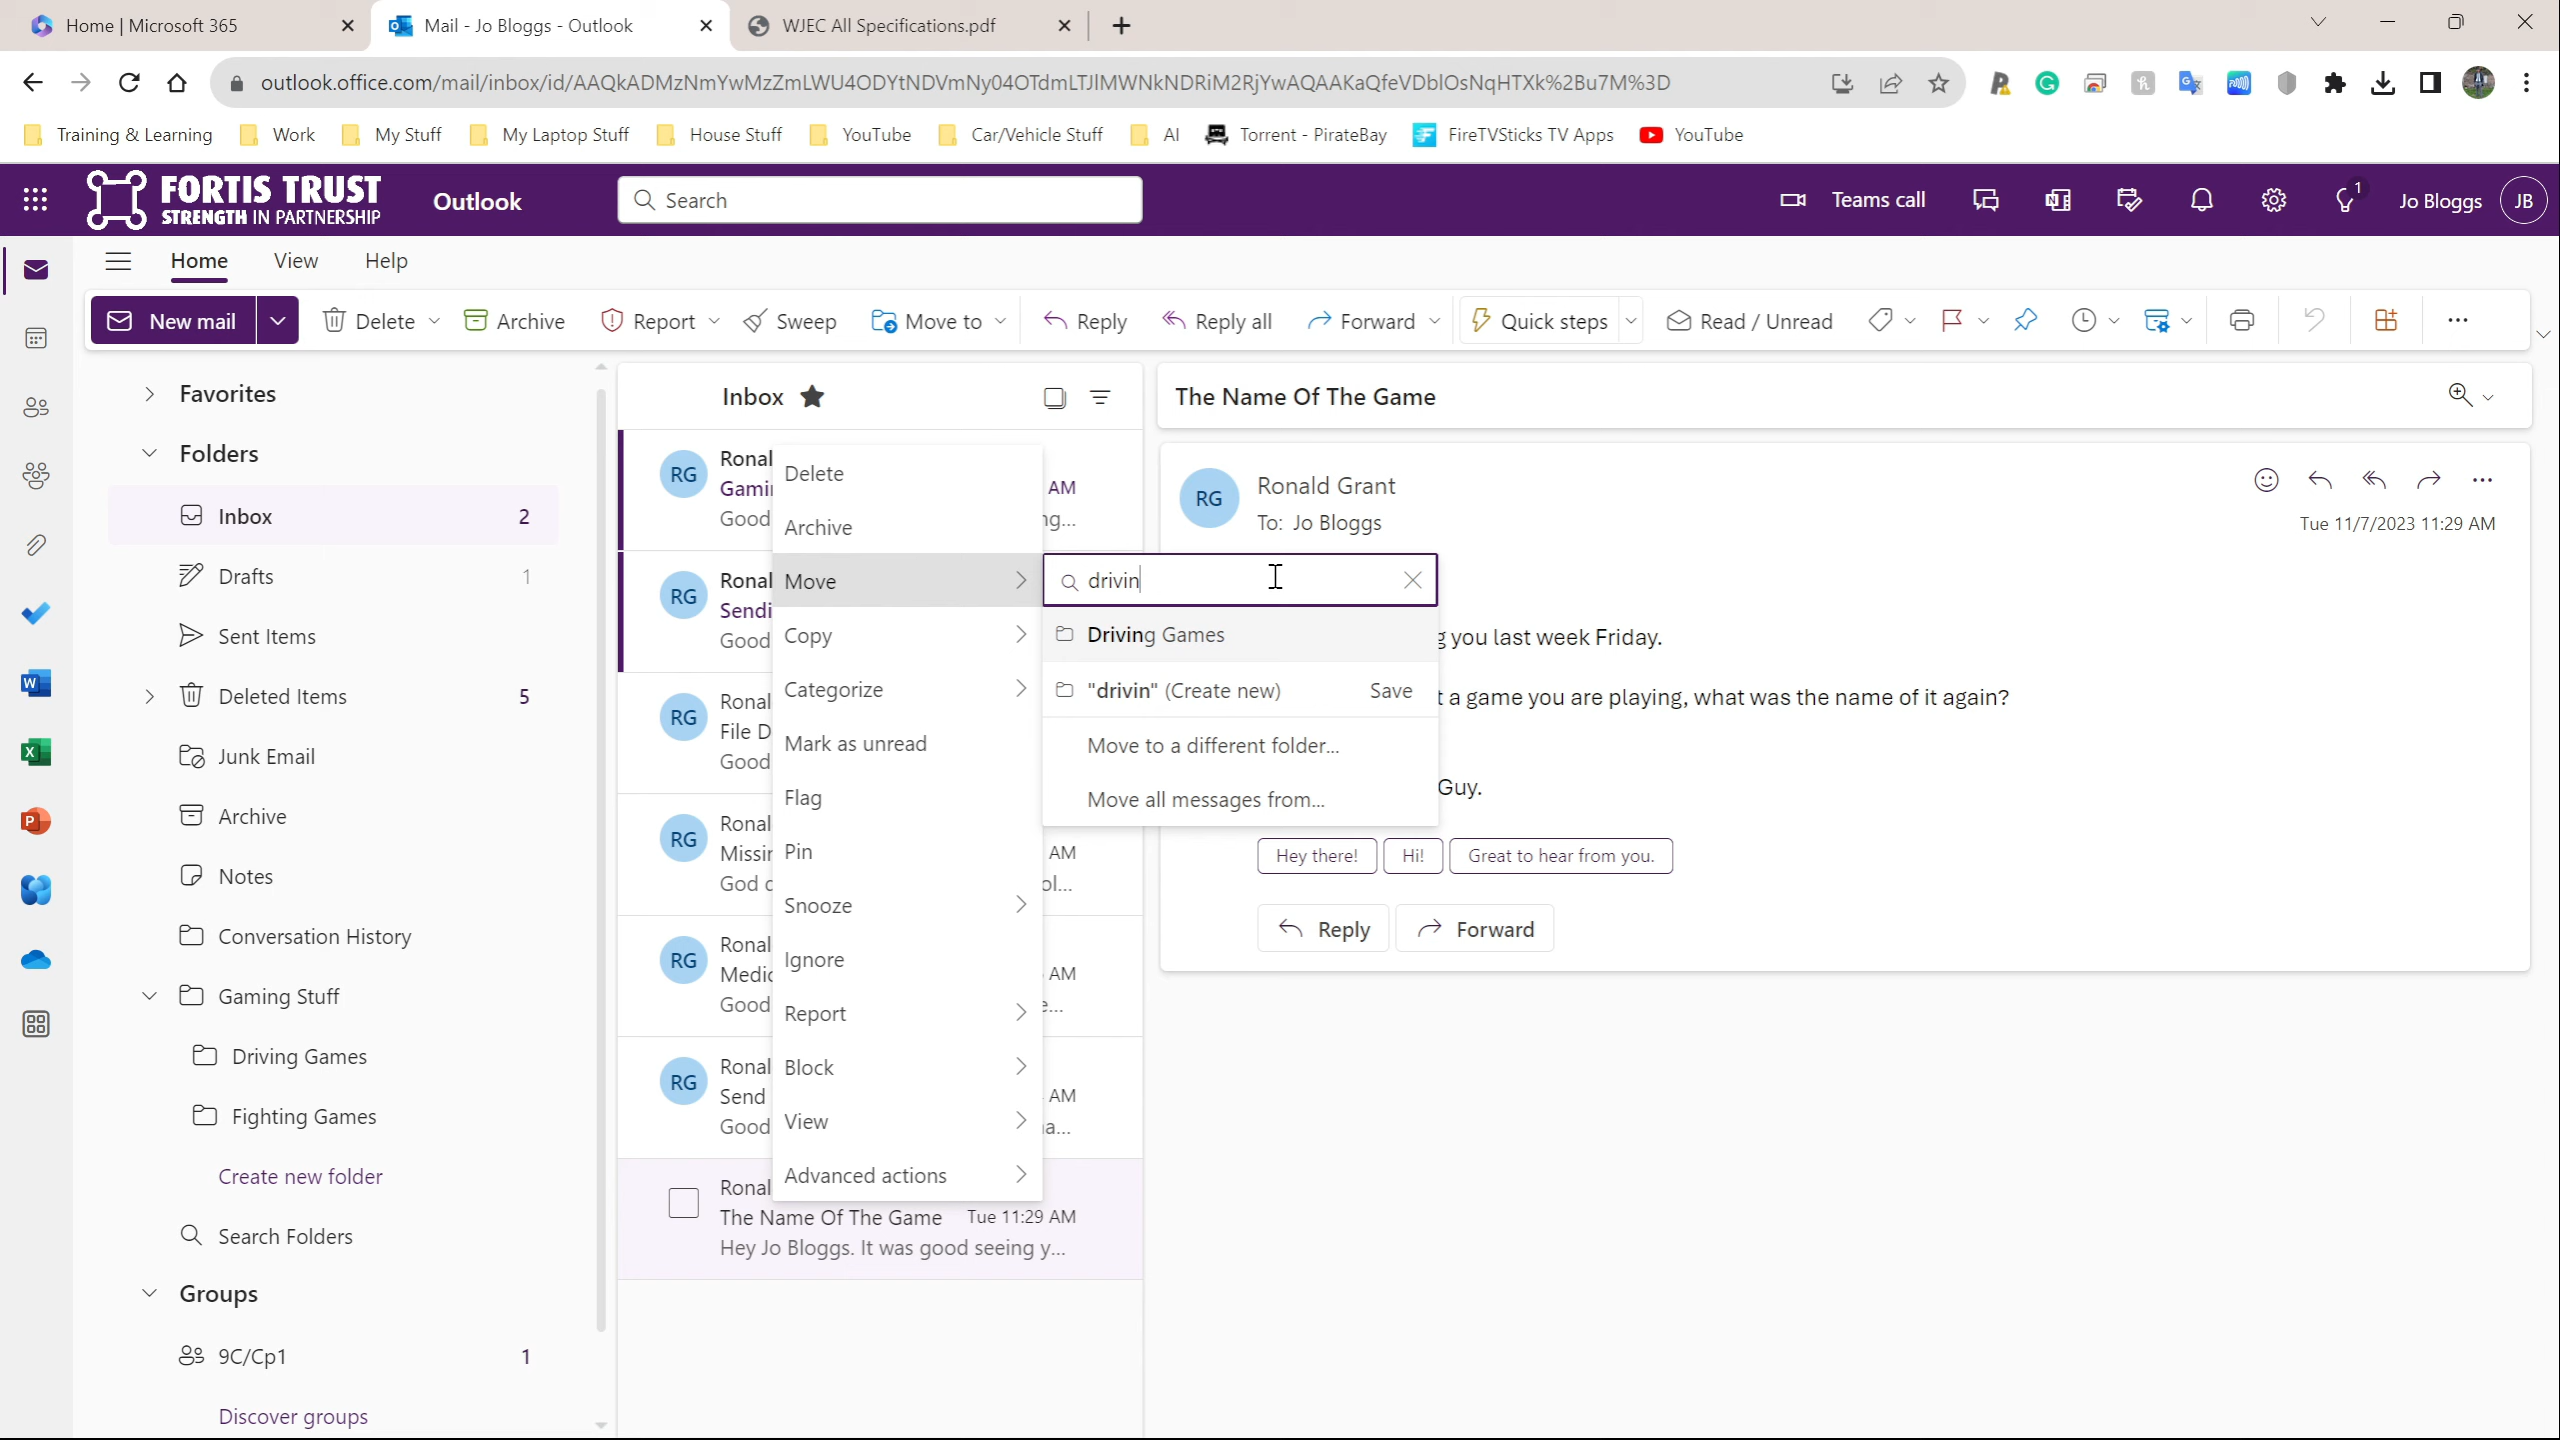 Home | Microsoft 365
Mail - Jo Bloggs - Outlook
WJEC All Specifications.pdf
outlook.office.com/mail/inbox/id/AAQkADMzNmYwMzZmLWU4ODYtNDVmNy04OTdmLTJlMWNkNDRiM2RjYwAQAAKaQfeVDblOsNqHTXk%2Bu7M%3D
Training & Learning
Work
My Stuff
My Laptop Stuff
House Stuff
YouTube
Car/Vehicle Stuff
AI
Torrent - PirateBay
FireTVSticks TV Apps
YouTube
FORTIS TRUST
STRENGTH IN PARTNERSHIP
Outlook
Search
Teams call
1
Jo Bloggs
JB
Home
View
Help
New mail
Delete
Archive
Report
Sweep
Move to
Reply
Reply all
Forward
Quick steps
Read / Unread
Favorites
Folders
Inbox 2
Drafts 1
Sent Items
Deleted Items 5
Junk Email
Archive
Notes
Conversation History
Gaming Stuff
Driving Games
Fighting Games
Create new folder
Search Folders
Groups
9C/Cp1 1
Discover groups
Inbox
RG
Ronal
Gami
AM
Good
ng...
RG
Ronal
Sendi
Good
RG
Ronal
File D
Good
RG
Ronal
Missir
AM
God c
ol...
RG
Ronal
Medic
AM
Good
e...
RG
Ronal
Send
AM
Good
a...
Ronal
The Name Of The Game Tue 11:29 AM
Hey Jo Bloggs. It was good seeing y...
Delete
Archive
Move
Copy
Categorize
Mark as unread
Flag
Pin
Snooze
Ignore
Report
Block
View
Advanced actions
drivin
Driving Games
"drivin" (Create new) Save
Move to a different folder...
Move all messages from...
The Name Of The Game
RG
Ronald Grant
To: Jo Bloggs
Tue 11/7/2023 11:29 AM
g you last week Friday.
t a game you are playing, what was the name of it again?
Guy.
Hey there!
Hi!
Great to hear from you.
Reply
Forward